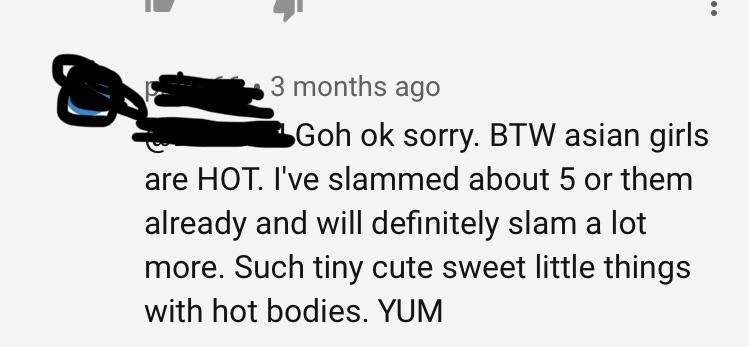 3 months ago
Goh ok sorry. BTW asian girls
are HOT. I've slammed about 5 or them
already and will definitely slam a lot
more. Such tiny cute sweet little things
with hot bodies. YUM